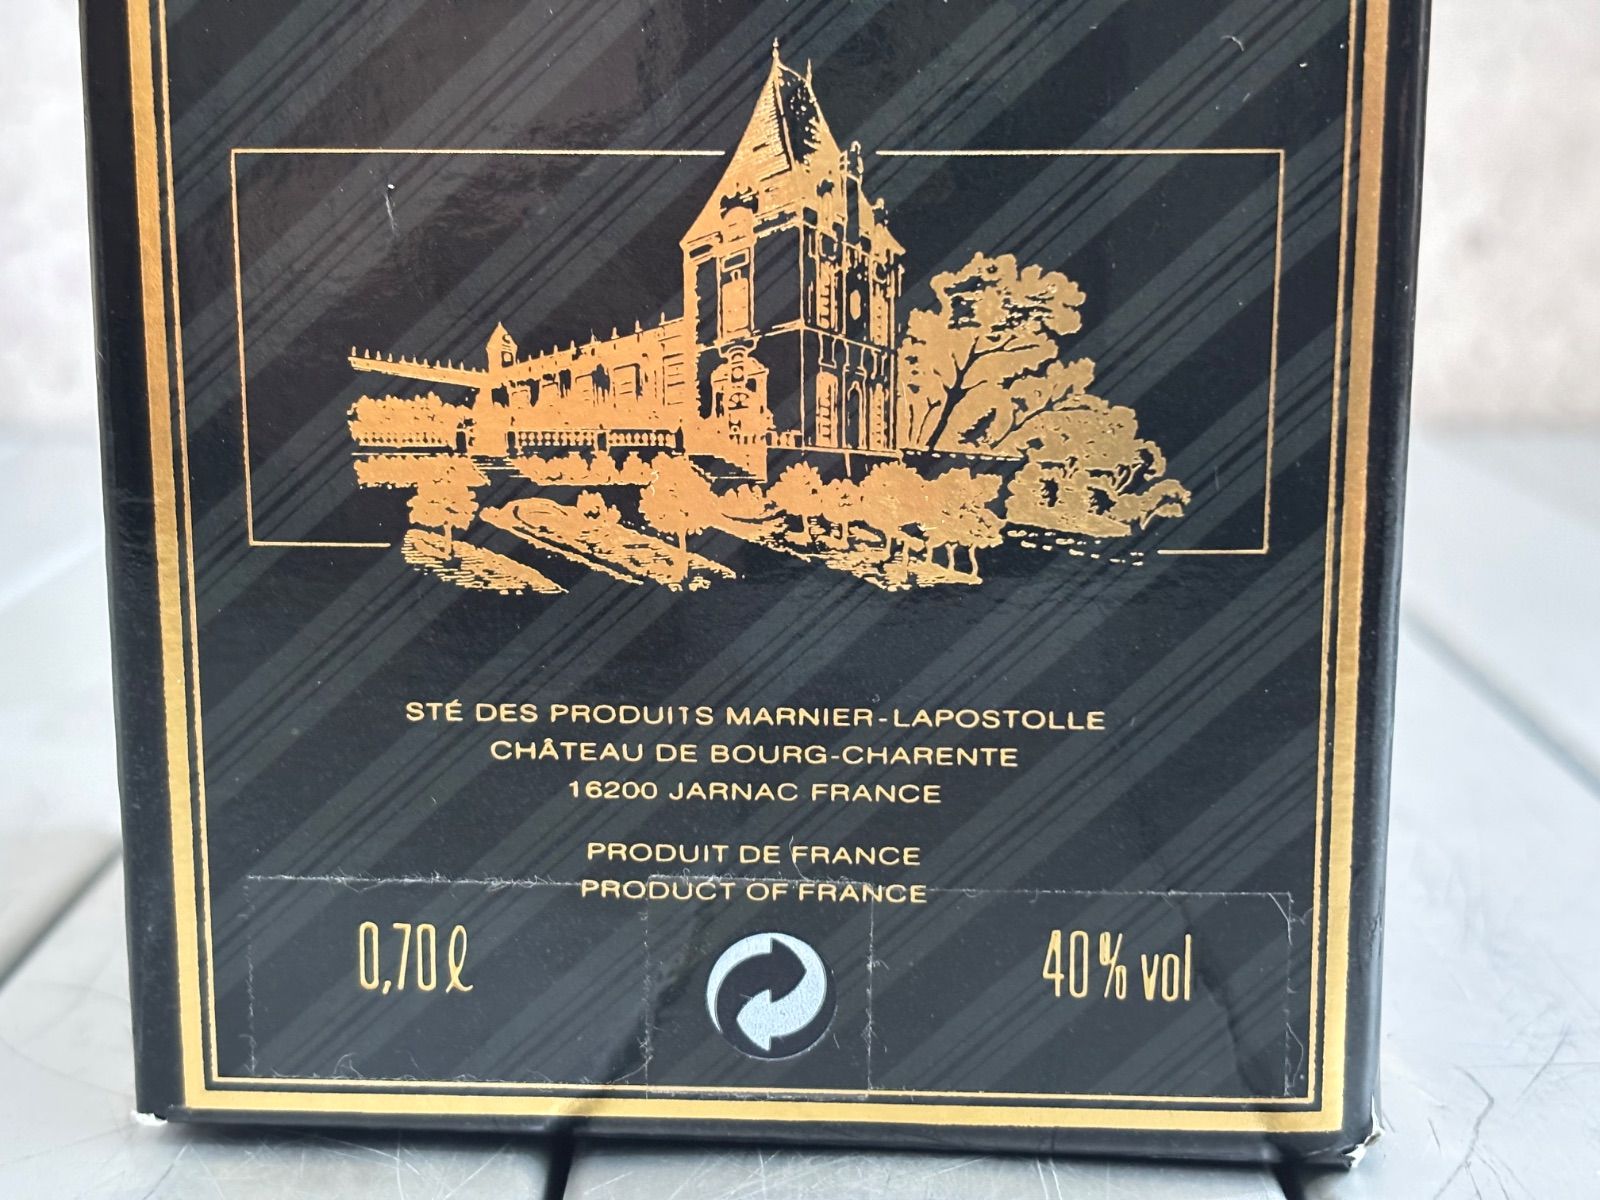 STÉ DES PRODUITS MARNIER-LAPOSTOLLE
CHÂTEAU DE BOURG-CHARENTE
16200 JARNAC FRANCE
PRODUIT DE FRANCE
PRODUCT OF FRANCE
0,70ℓ
40% vol